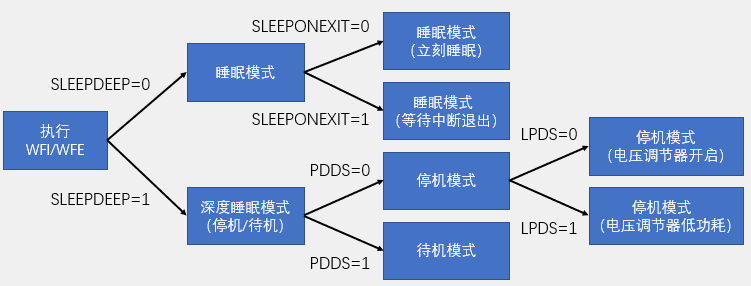 执行
WFI/WFE
SLEEPDEEP=0
SLEEPDEEP=1
睡眠模式
深度睡眠模式
(停机/待机)
SLEEPONEXIT=0
SLEEPONEXIT=1
睡眠模式
(立刻睡眠)
睡眠模式
(等待中断退出)
PDDS=0
PDDS=1
停机模式
待机模式
LPDS=0
LPDS=1
停机模式
(电压调节器开启)
停机模式
(电压调节器低功耗)